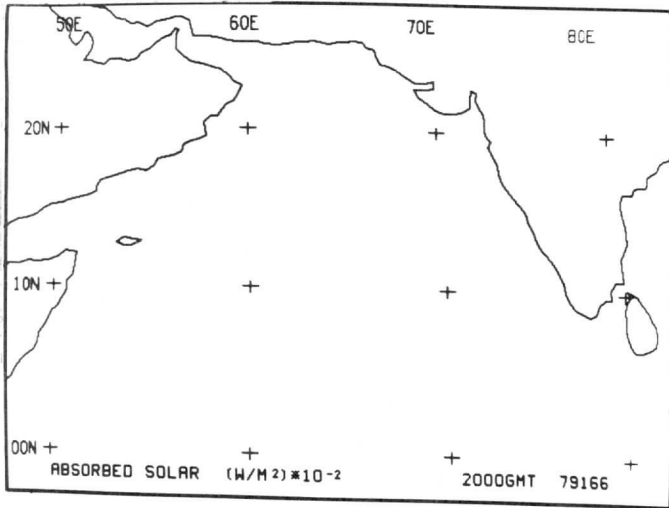 50E 60E 70E 80E
20N
10N
00N
ABSORBED SOLAR (W/M²)*10⁻² 2000GMT 79166